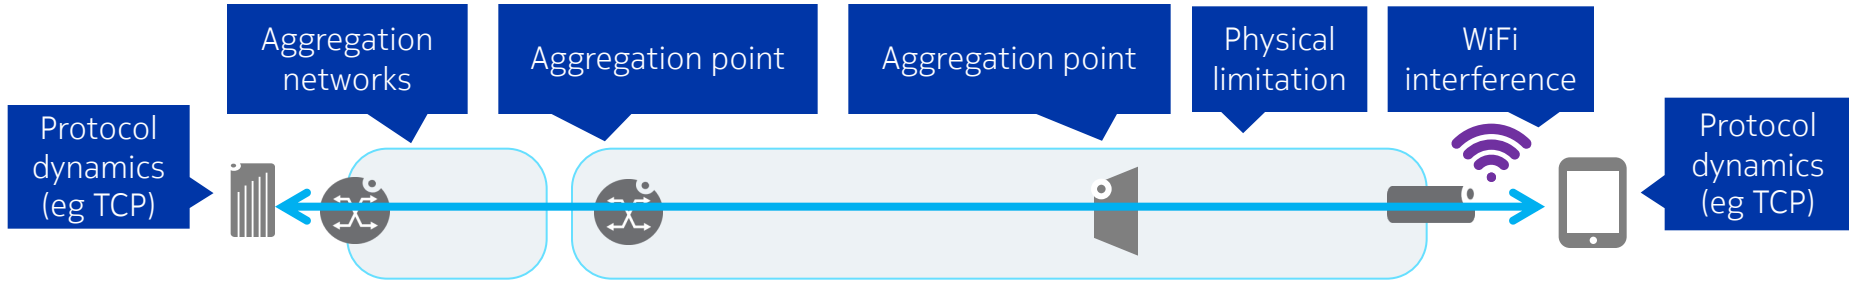 Protocol
dynamics
(eg TCP)
Aggregation
networks
Aggregation point
Aggregation point
Physical
limitation
WiFi
interference
Protocol
dynamics
(eg TCP)